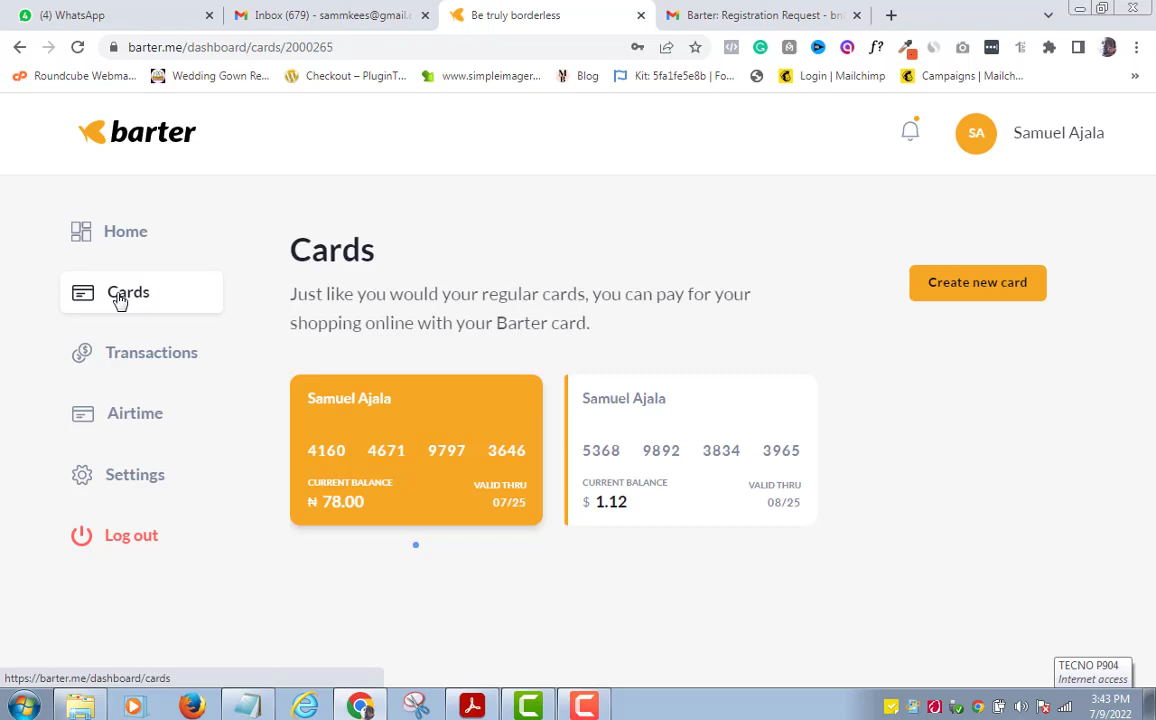 (4) WhatsApp
Inbox (679) - sammkees@gmail.c
Be truly borderless
Barter: Registration Request - bni
barter.me/dashboard/cards/2000265
Roundcube Webma...
Wedding Gown Re...
Checkout – PluginT...
www.simpleimager...
Blog
Kit: 5fa1fe5e8b | Fo...
Login | Mailchimp
Campaigns | Mailch...
barter
SA
Samuel Ajala
Home
Cards
Transactions
Airtime
Settings
Log out
Cards
Just like you would your regular cards, you can pay for your
shopping online with your Barter card.
Create new card
Samuel Ajala
4160 4671 9797 3646
CURRENT BALANCE
VALID THRU
₦ 78.00
07/25
Samuel Ajala
5368 9892 3834 3965
CURRENT BALANCE
VALID THRU
$ 1.12
08/25
https://barter.me/dashboard/cards
TECNO P904
Internet access
3:43 PM
7/9/2022